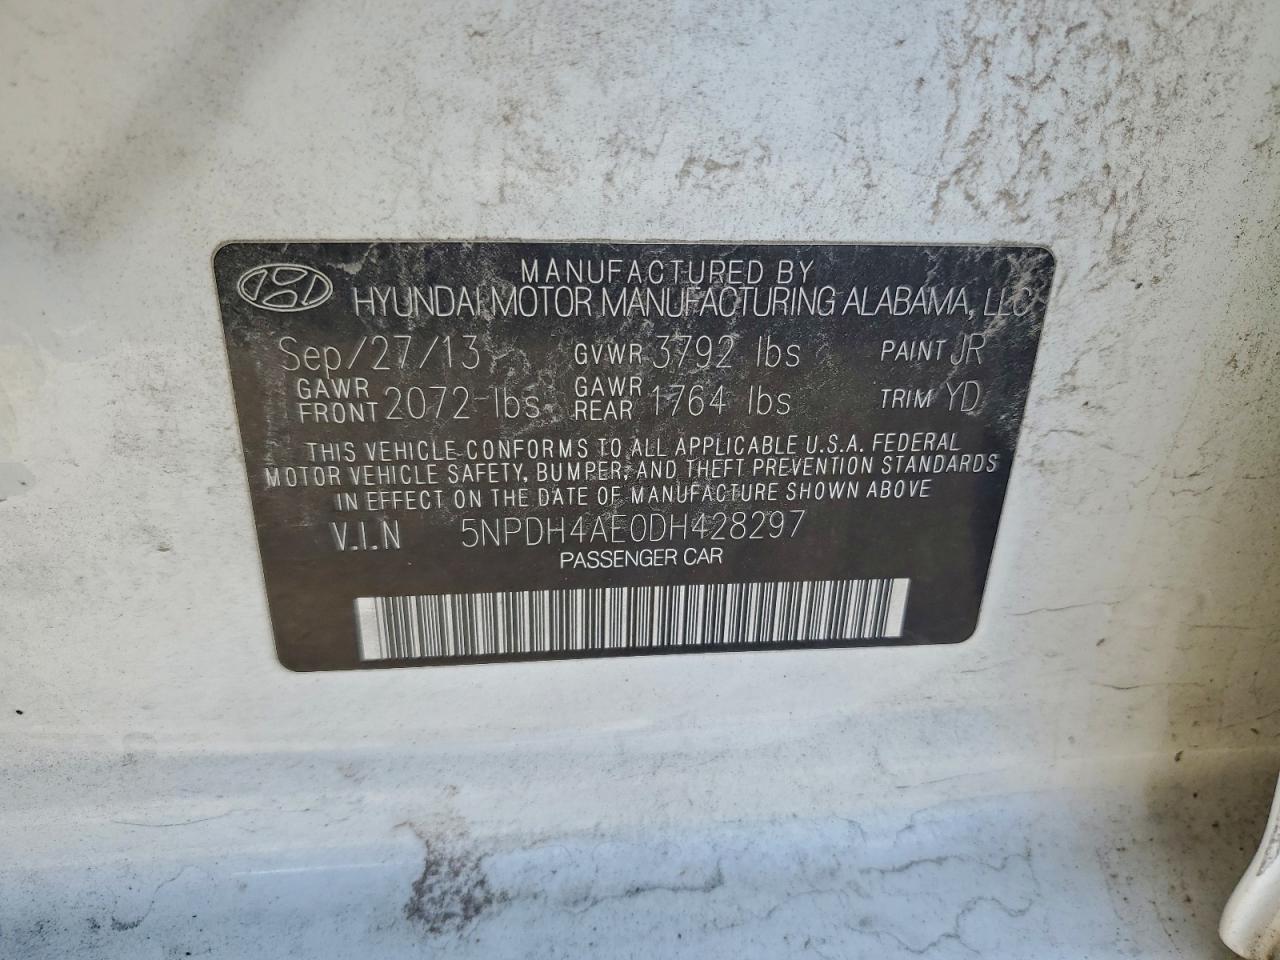 MANUFACTURED BY
HYUNDAI MOTOR MANUFACTURING ALABAMA, LLC
Sep/27/13 GVWR 3792 lbs PAINT JR
GAWR FRONT 2072 lbs GAWR REAR 1764 lbs TRIM YD
THIS VEHICLE CONFORMS TO ALL APPLICABLE U.S.A. FEDERAL
MOTOR VEHICLE SAFETY, BUMPER, AND THEFT PREVENTION STANDARDS
IN EFFECT ON THE DATE OF MANUFACTURE SHOWN ABOVE
V.I.N 5NPDH4AE0DH428297
PASSENGER CAR